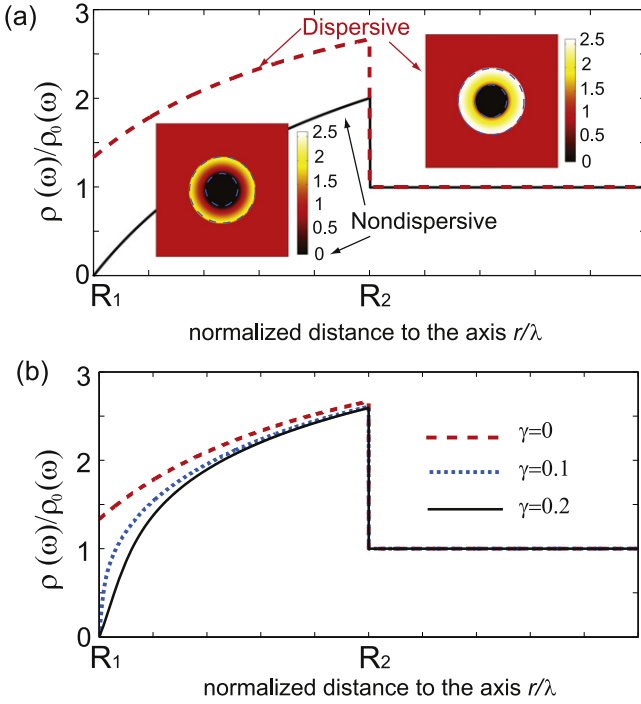 (a)
ρ (ω)/ρ₀(ω)
3
2
1
0
Dispersive
2.5
2
1.5
1
0.5
0
2.5
2
1.5
1
0.5
0
Nondispersive
R₁
R₂
normalized distance to the axis r/λ
(b)
ρ (ω)/ρ₀(ω)
3
2
1
0
γ=0
γ=0.1
γ=0.2
R₁
R₂
normalized distance to the axis r/λ